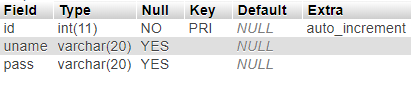 Field Type Null Key Default Extra
id int(11) NO PRI NULL auto_increment
uname varchar(20) YES NULL
pass varchar(20) YES NULL